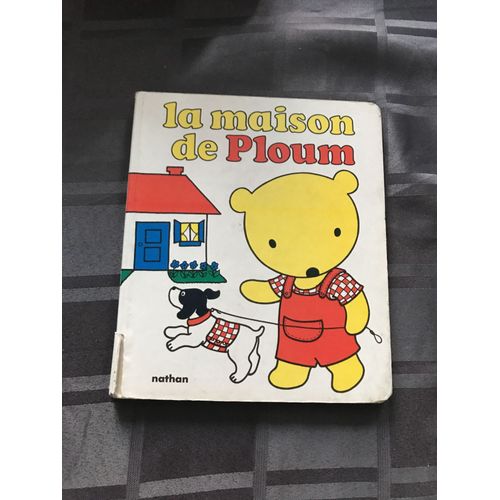 la maison
de Ploum
nathan